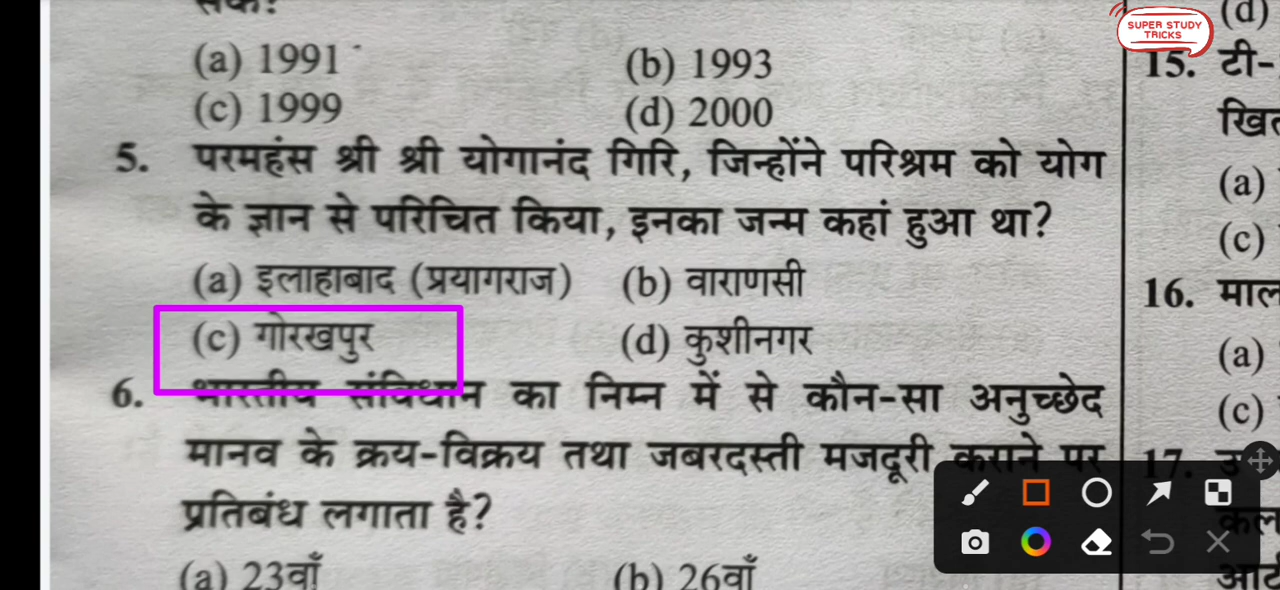 (a) 1991
(b) 1993
(c) 1999
(d) 2000
5. परमहंस श्री श्री योगानंद गिरि, जिन्होंने परिश्रम को योग
के ज्ञान से परिचित किया, इनका जन्म कहां हुआ था?
(a) इलाहाबाद (प्रयागराज)
(b) वाराणसी
(c) गोरखपुर
(d) कुशीनगर
6. भारतीय संविधान का निम्न में से कौन-सा अनुच्छेद
मानव के क्रय-विक्रय तथा जबरदस्ती मजदूरी कराने पर
प्रतिबंध लगाता है?
(a) 23वाँ
(b) 26वाँ
SUPER STUDY
TRICKS
(d)
15. टी-
(a)
(c)
16.
(a)
(c)
17.